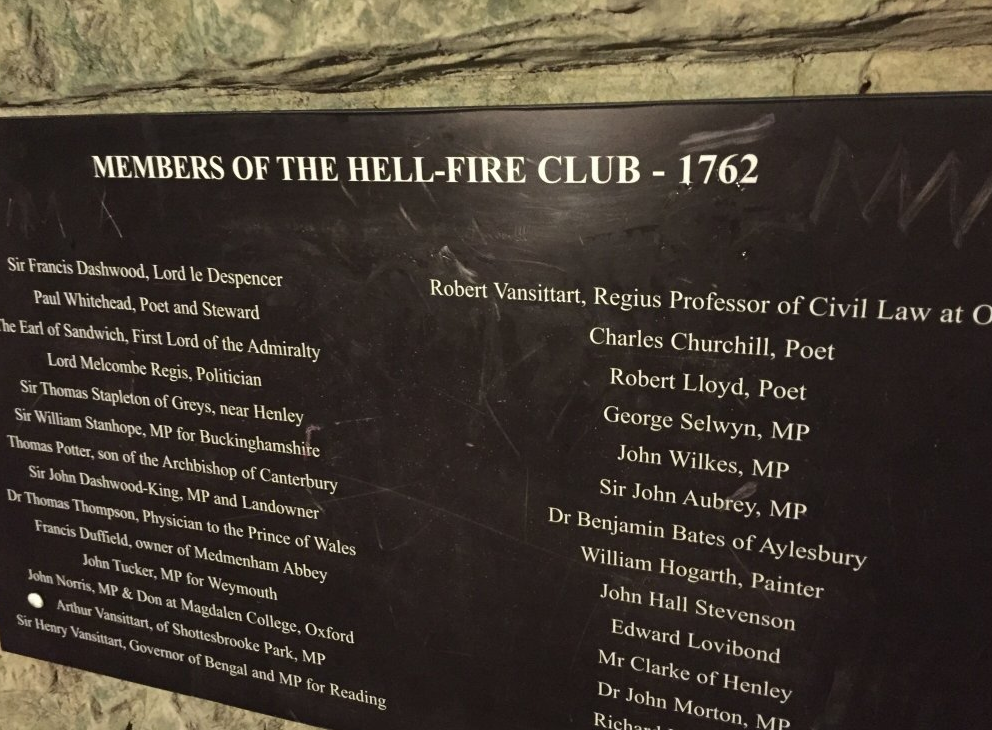 MEMBERS OF THE HELL-FIRE CLUB - 1762
Sir Francis Dashwood, Lord le Despencer
Paul Whitehead, Poet and Steward
The Earl of Sandwich, First Lord of the Admiralty
Lord Melcombe Regis, Politician
Sir Thomas Stapleton of Greys, near Henley
Sir William Stanhope, MP for Buckinghamshire
Thomas Potter, son of the Archbishop of Canterbury
Sir John Dashwood-King, MP and Landowner
Dr Thomas Thompson, Physician to the Prince of Wales
Francis Duffield, owner of Medmenham Abbey
John Tucker, MP for Weymouth
John Norris, MP & Don at Magdalen College, Oxford
Arthur Vansittart, of Shottesbrooke Park, MP
Sir Henry Vansittart, Governor of Bengal and MP for Reading
Robert Vansittart, Regius Professor of Civil Law at
Charles Churchill, Poet
Robert Lloyd, Poet
George Selwyn, MP
John Wilkes, MP
Sir John Aubrey, MP
Dr Benjamin Bates of Aylesbury
William Hogarth, Painter
John Hall Stevenson
Edward Lovibond
Mr Clarke of Henley
Dr John Morton, MP